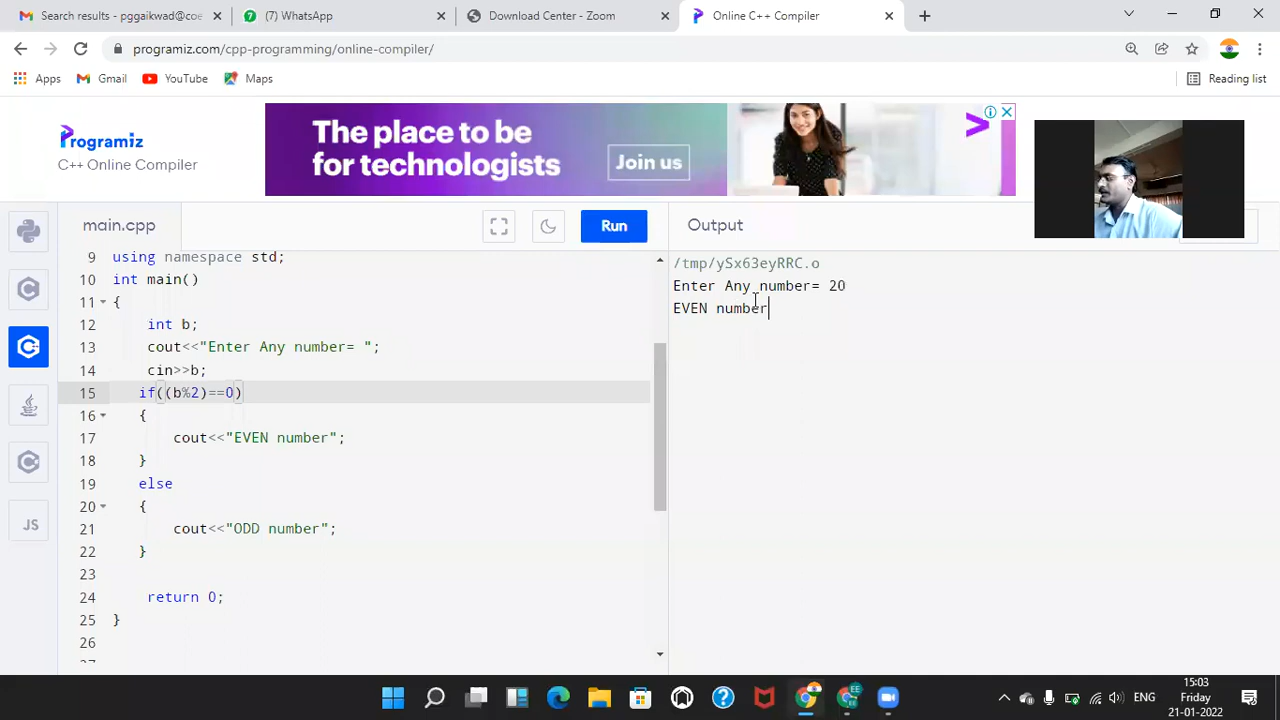 Search results - pggaikwad@coe
(7) WhatsApp
Download Center - Zoom
Online C++ Compiler
programiz.com/cpp-programming/online-compiler/
Apps
Gmail
YouTube
Maps
Reading list
Programiz
C++ Online Compiler
The place to be
for technologists
Join us
main.cpp
Run
Output
9 using namespace std;
10 int main()
11 {
12 int b;
13 cout<<"Enter Any number= ";
14 cin>>b;
15 if((b%2)==0)
16 {
17 cout<<"EVEN number";
18 }
19 else
20 {
21 cout<<"ODD number";
22 }
23
24 return 0;
25 }
26
/tmp/ySx63eyRRC.o
Enter Any number= 20
EVEN number
JS
ENG
15:03
Friday
21-01-2022